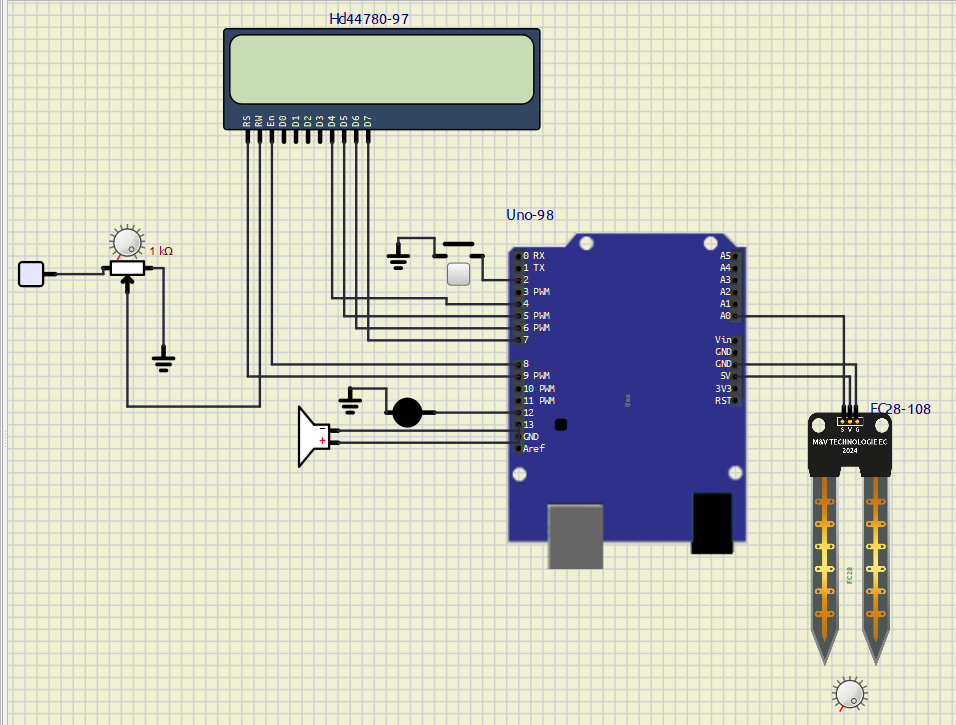 Hd44780-97
RS RW En D0 D1 D2 D3 D4 D5 D6 D7
1 kΩ
Uno-98
0 RX
1 TX
2
3 PWM
4
5 PWM
6 PWM
7
8
9 PWM
10 PWM
11 PWM
12
13
GND
Aref
A5
A4
A3
A2
A1
A0
Vin
GND
GND
5V
3V3
RST
Uno
- 
+
FC28-108
S V G
M&V TECHNOLOGIE EC
2024
FC28